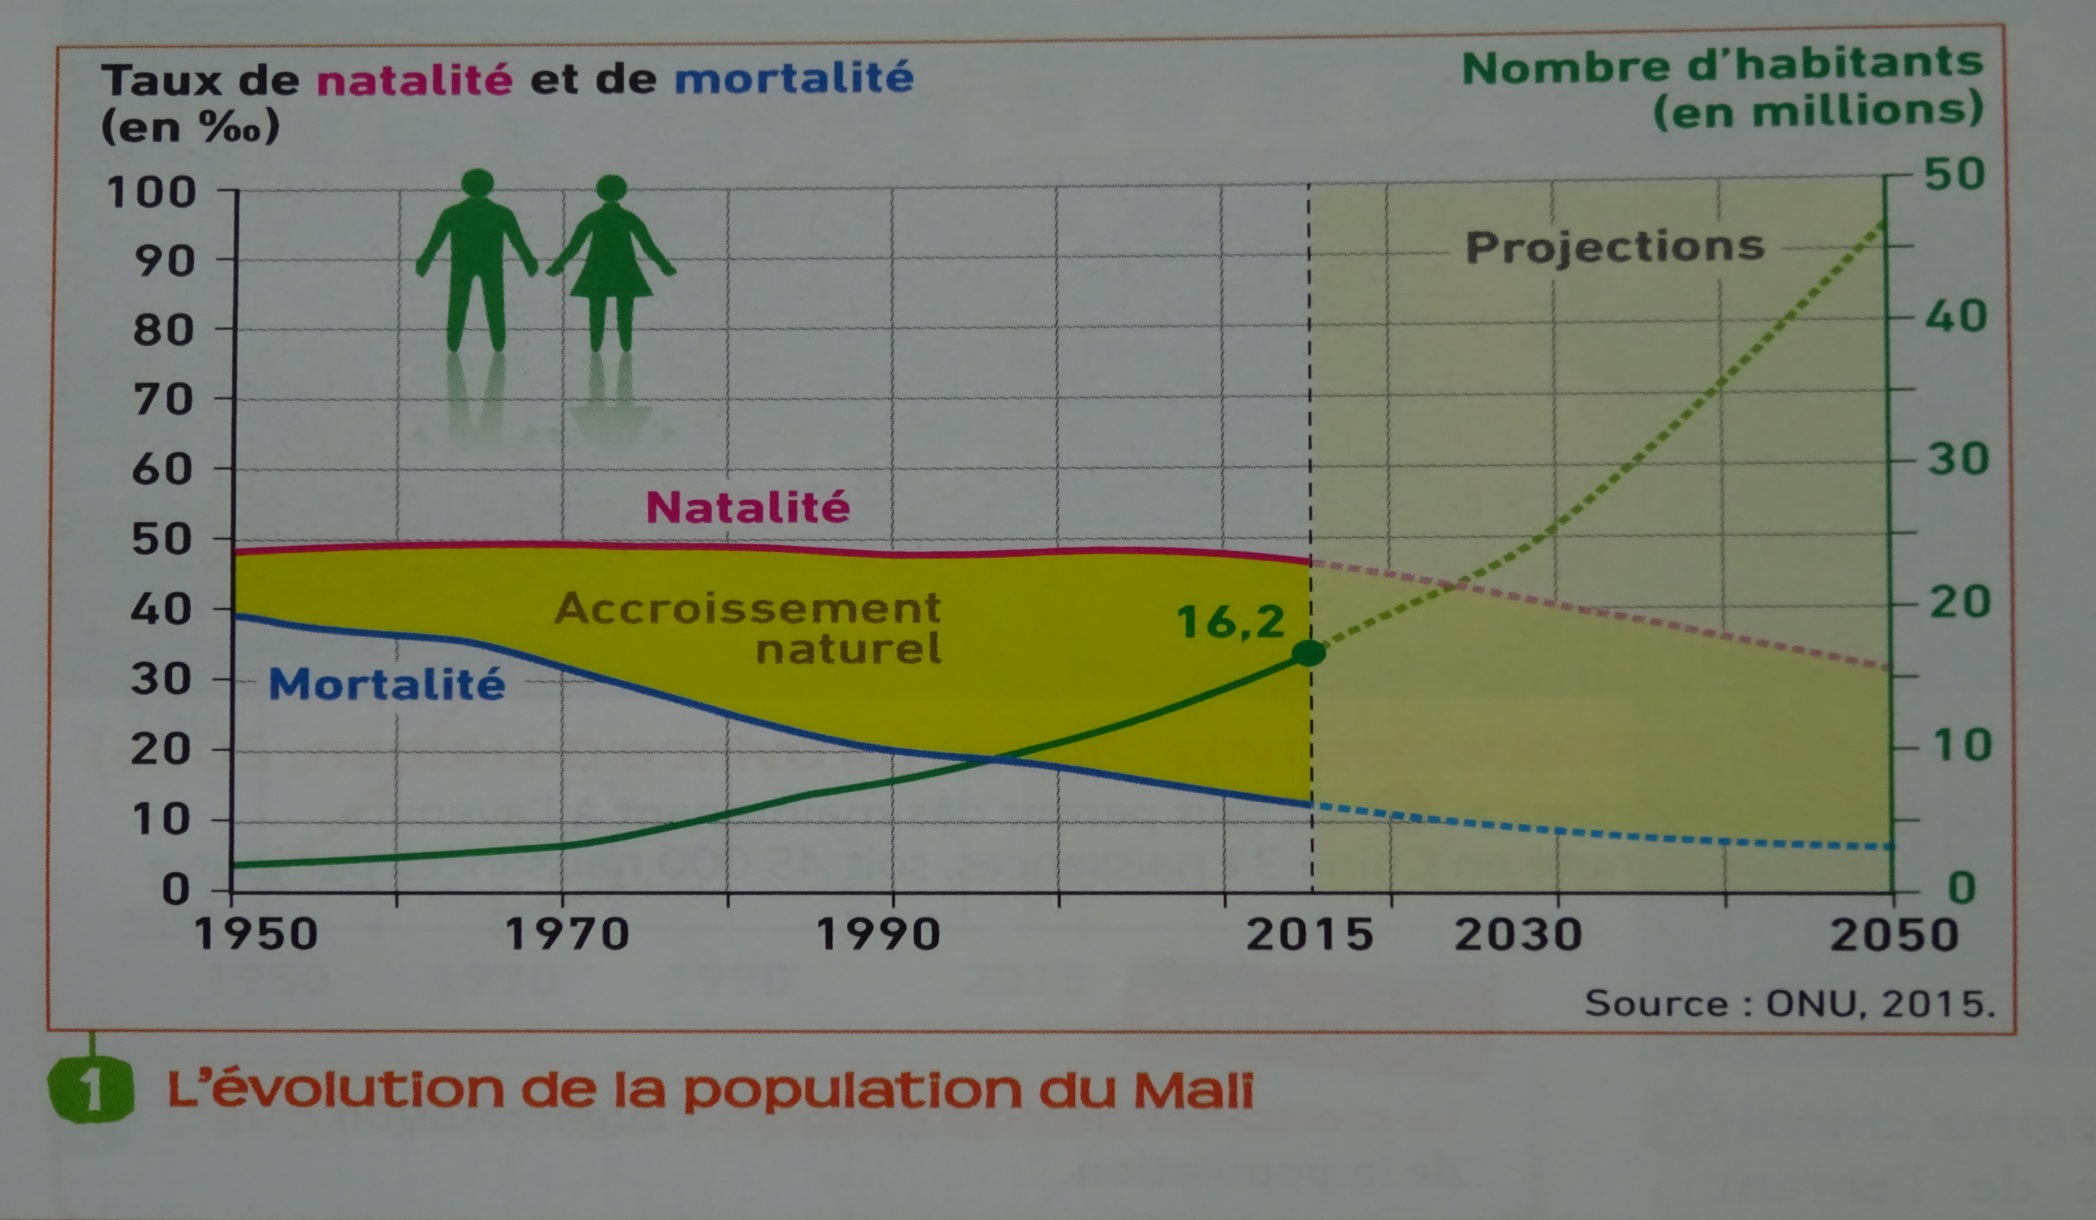 Taux de natalité et de mortalité
(en ‰)
Nombre d'habitants
(en millions)
100
90
80
70
60
50
40
30
20
10
0
50
40
30
20
10
0
Projections
Natalité
Accroissement
naturel
16,2
Mortalité
1950
1970
1990
2015
2030
2050
Source : ONU, 2015.
1 L'évolution de la population du Mali